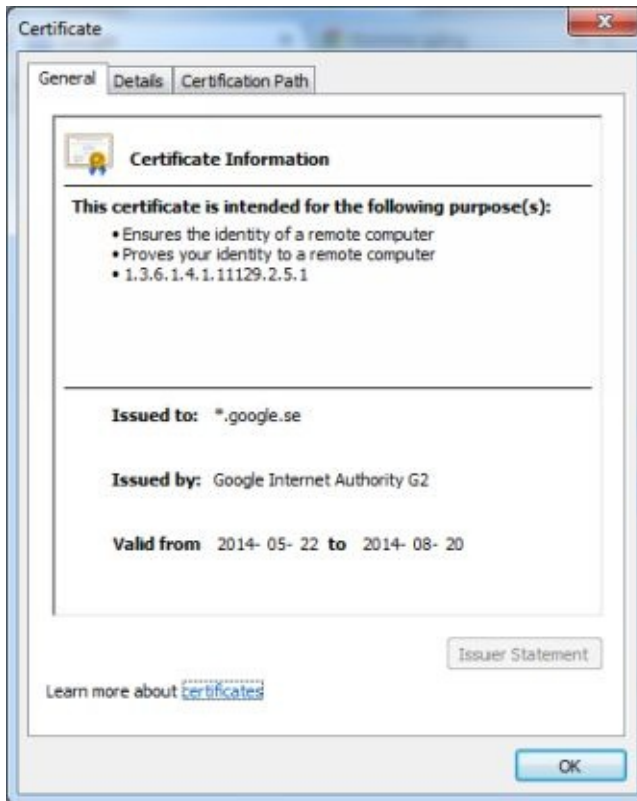 Certificate
General Details Certification Path
Certificate Information
This certificate is intended for the following purpose(s):
• Ensures the identity of a remote computer
• Proves your identity to a remote computer
• 1.3.6.1.4.1.11129.2.5.1
Issued to: *.google.se
Issued by: Google Internet Authority G2
Valid from 2014- 05- 22 to 2014- 08- 20
Issuer Statement
Learn more about certificates
OK